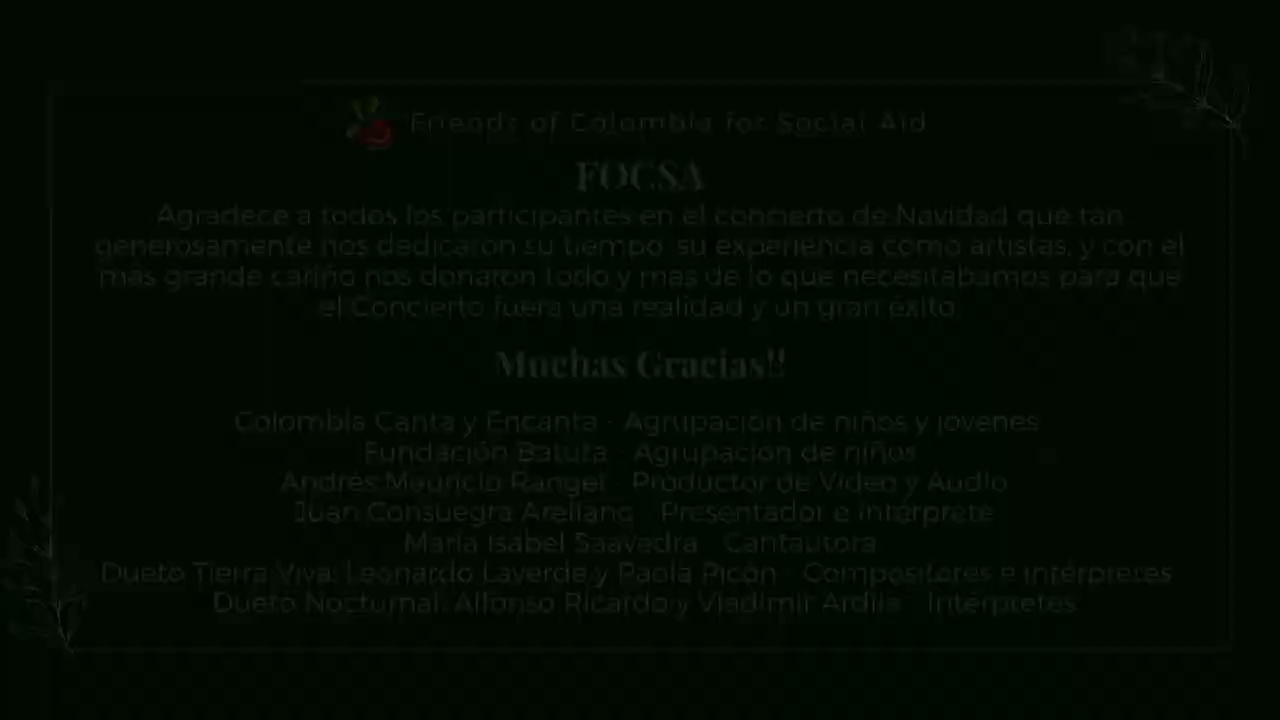 Friends of Colombia for Social Aid
FOCSA
Agradece a todos los participantes en el concierto de Navidad que tan
generosamente nos dedicaron su tiempo, su experiencia como artistas, y con el
más grande cariño nos donaron todo y mas de lo que necesitabamos para que
el Concierto fuera una realidad y un gran éxito.
Muchas Gracias!!
Colombia Canta y Encanta - Agrupación de niños y jovenes
Fundación Batuta - Agrupación de niños
Andrés Mauricio Rangel - Productor de Video y Audio
Juan Consuegra Arellano - Presentador e intérprete
María Isabel Saavedra - Cantautora
Dueto Tierra Viva: Leonardo Laverde y Paola Picón - Compositores e intérpretes
Dueto Nocturnal: Alfonso Ricardo y Vladimir Ardila - Intérpretes